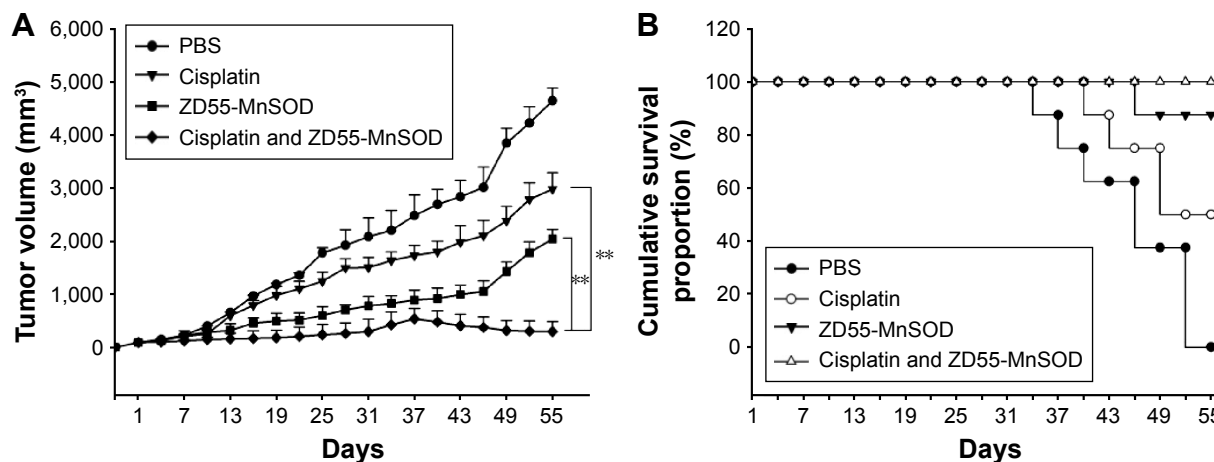 A
6,000
5,000
4,000
3,000
2,000
1,000
0
Tumor volume (mm³)
PBS
Cisplatin
ZD55-MnSOD
Cisplatin and ZD55-MnSOD
**
**
1 7 13 19 25 31 37 43 49 55
Days
B
120
100
80
60
40
20
0
Cumulative survival
proportion (%)
PBS
Cisplatin
ZD55-MnSOD
Cisplatin and ZD55-MnSOD
1 7 13 19 25 31 37 43 49 55
Days